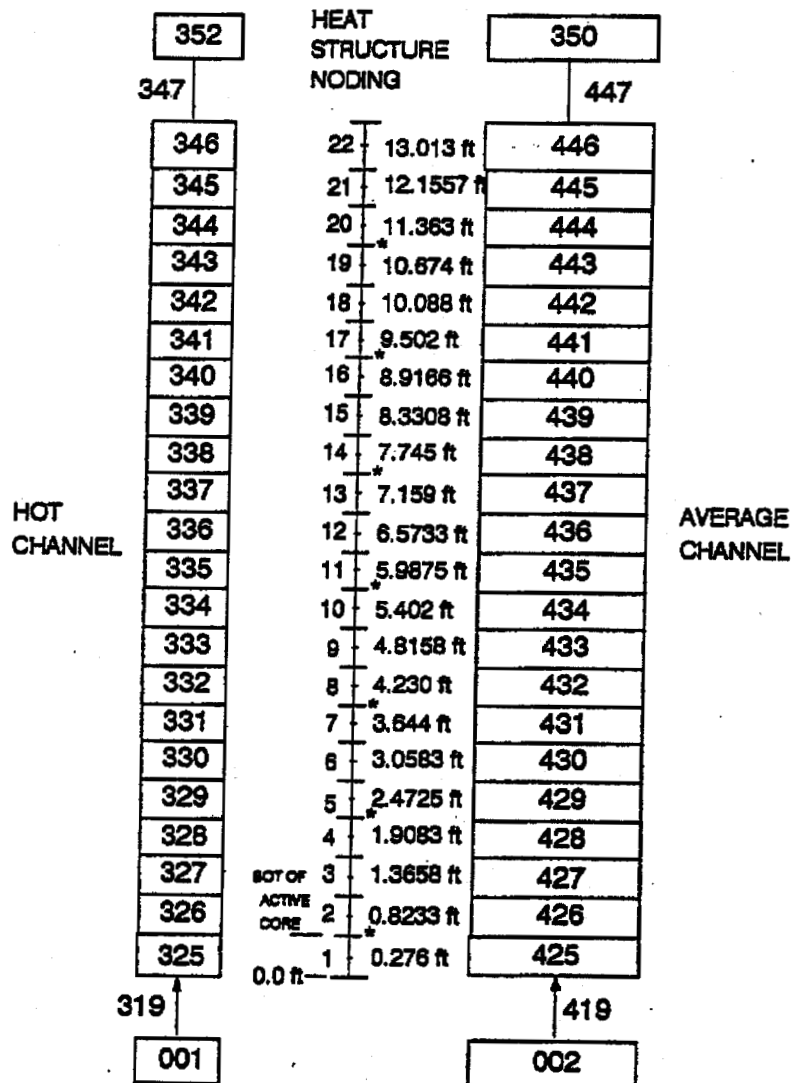 352
HEAT
STRUCTURE
NODING
350
347
447
346
22
13.013 ft
446
345
21
12.1557 ft
445
344
20
11.363 ft
444
*
343
19
10.674 ft
443
342
18
10.088 ft
442
341
17
9.502 ft
441
*
340
16
8.9166 ft
440
339
15
8.3308 ft
439
338
14
7.745 ft
438
*
337
13
7.159 ft
437
HOT
CHANNEL
336
12
6.5733 ft
436
AVERAGE
CHANNEL
335
11
5.9875 ft
435
*
334
10
5.402 ft
434
333
9
4.8158 ft
433
332
8
4.230 ft
432
*
331
7
3.644 ft
431
330
6
3.0583 ft
430
329
5
2.4725 ft
429
*
328
4
1.9083 ft
428
327
BOT OF
ACTIVE
CORE
3
1.3658 ft
427
326
2
0.8233 ft
426
*
325
1
0.276 ft
425
0.0 ft
319
419
001
002